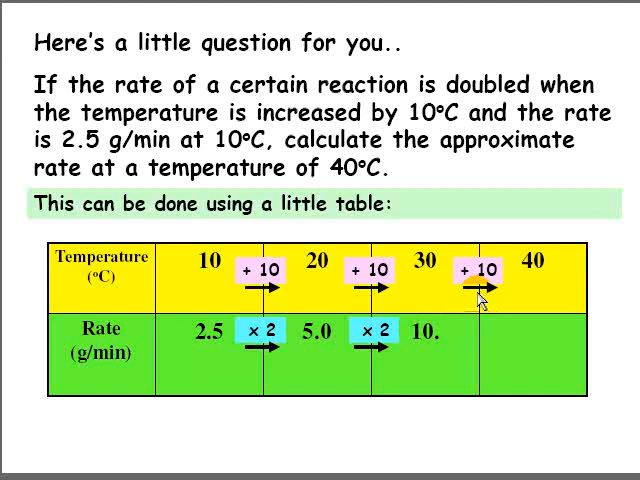 Here's a little question for you..
If the rate of a certain reaction is doubled when
the temperature is increased by 10°C and the rate
is 2.5 g/min at 10°C, calculate the approximate
rate at a temperature of 40°C.
This can be done using a little table:
Temperature
(°C)
10
+ 10
20
+ 10
30
+ 10
40
Rate
(g/min)
2.5
x 2
5.0
x 2
10.